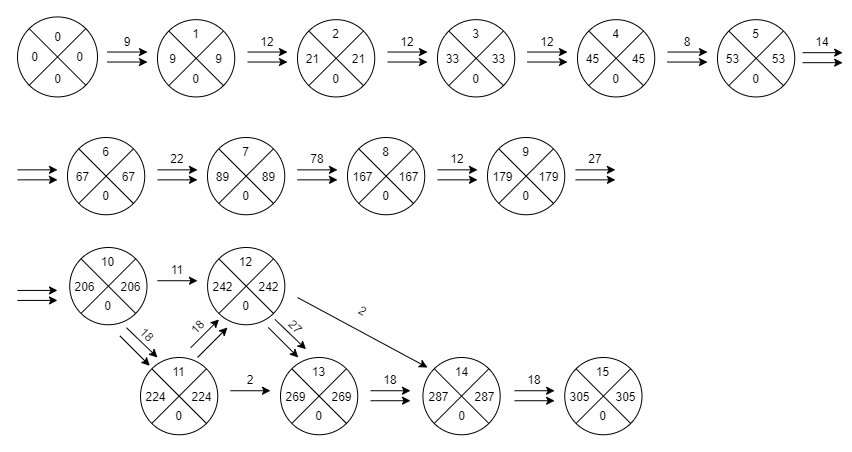 0 1 2 3 4 5
9 12 12 12 8 14
0 0 9 9 21 21 33 33 45 45 53 53
0 0 0 0 0 0
6 7 8 9
22 78 12 27
67 67 89 89 167 167 179 179
0 0 0 0
10 12
11
206 206 242 242
0 0
2
18 18 27
11 13 14 15
2 18 18
224 224 269 269 287 287 305 305
0 0 0 0